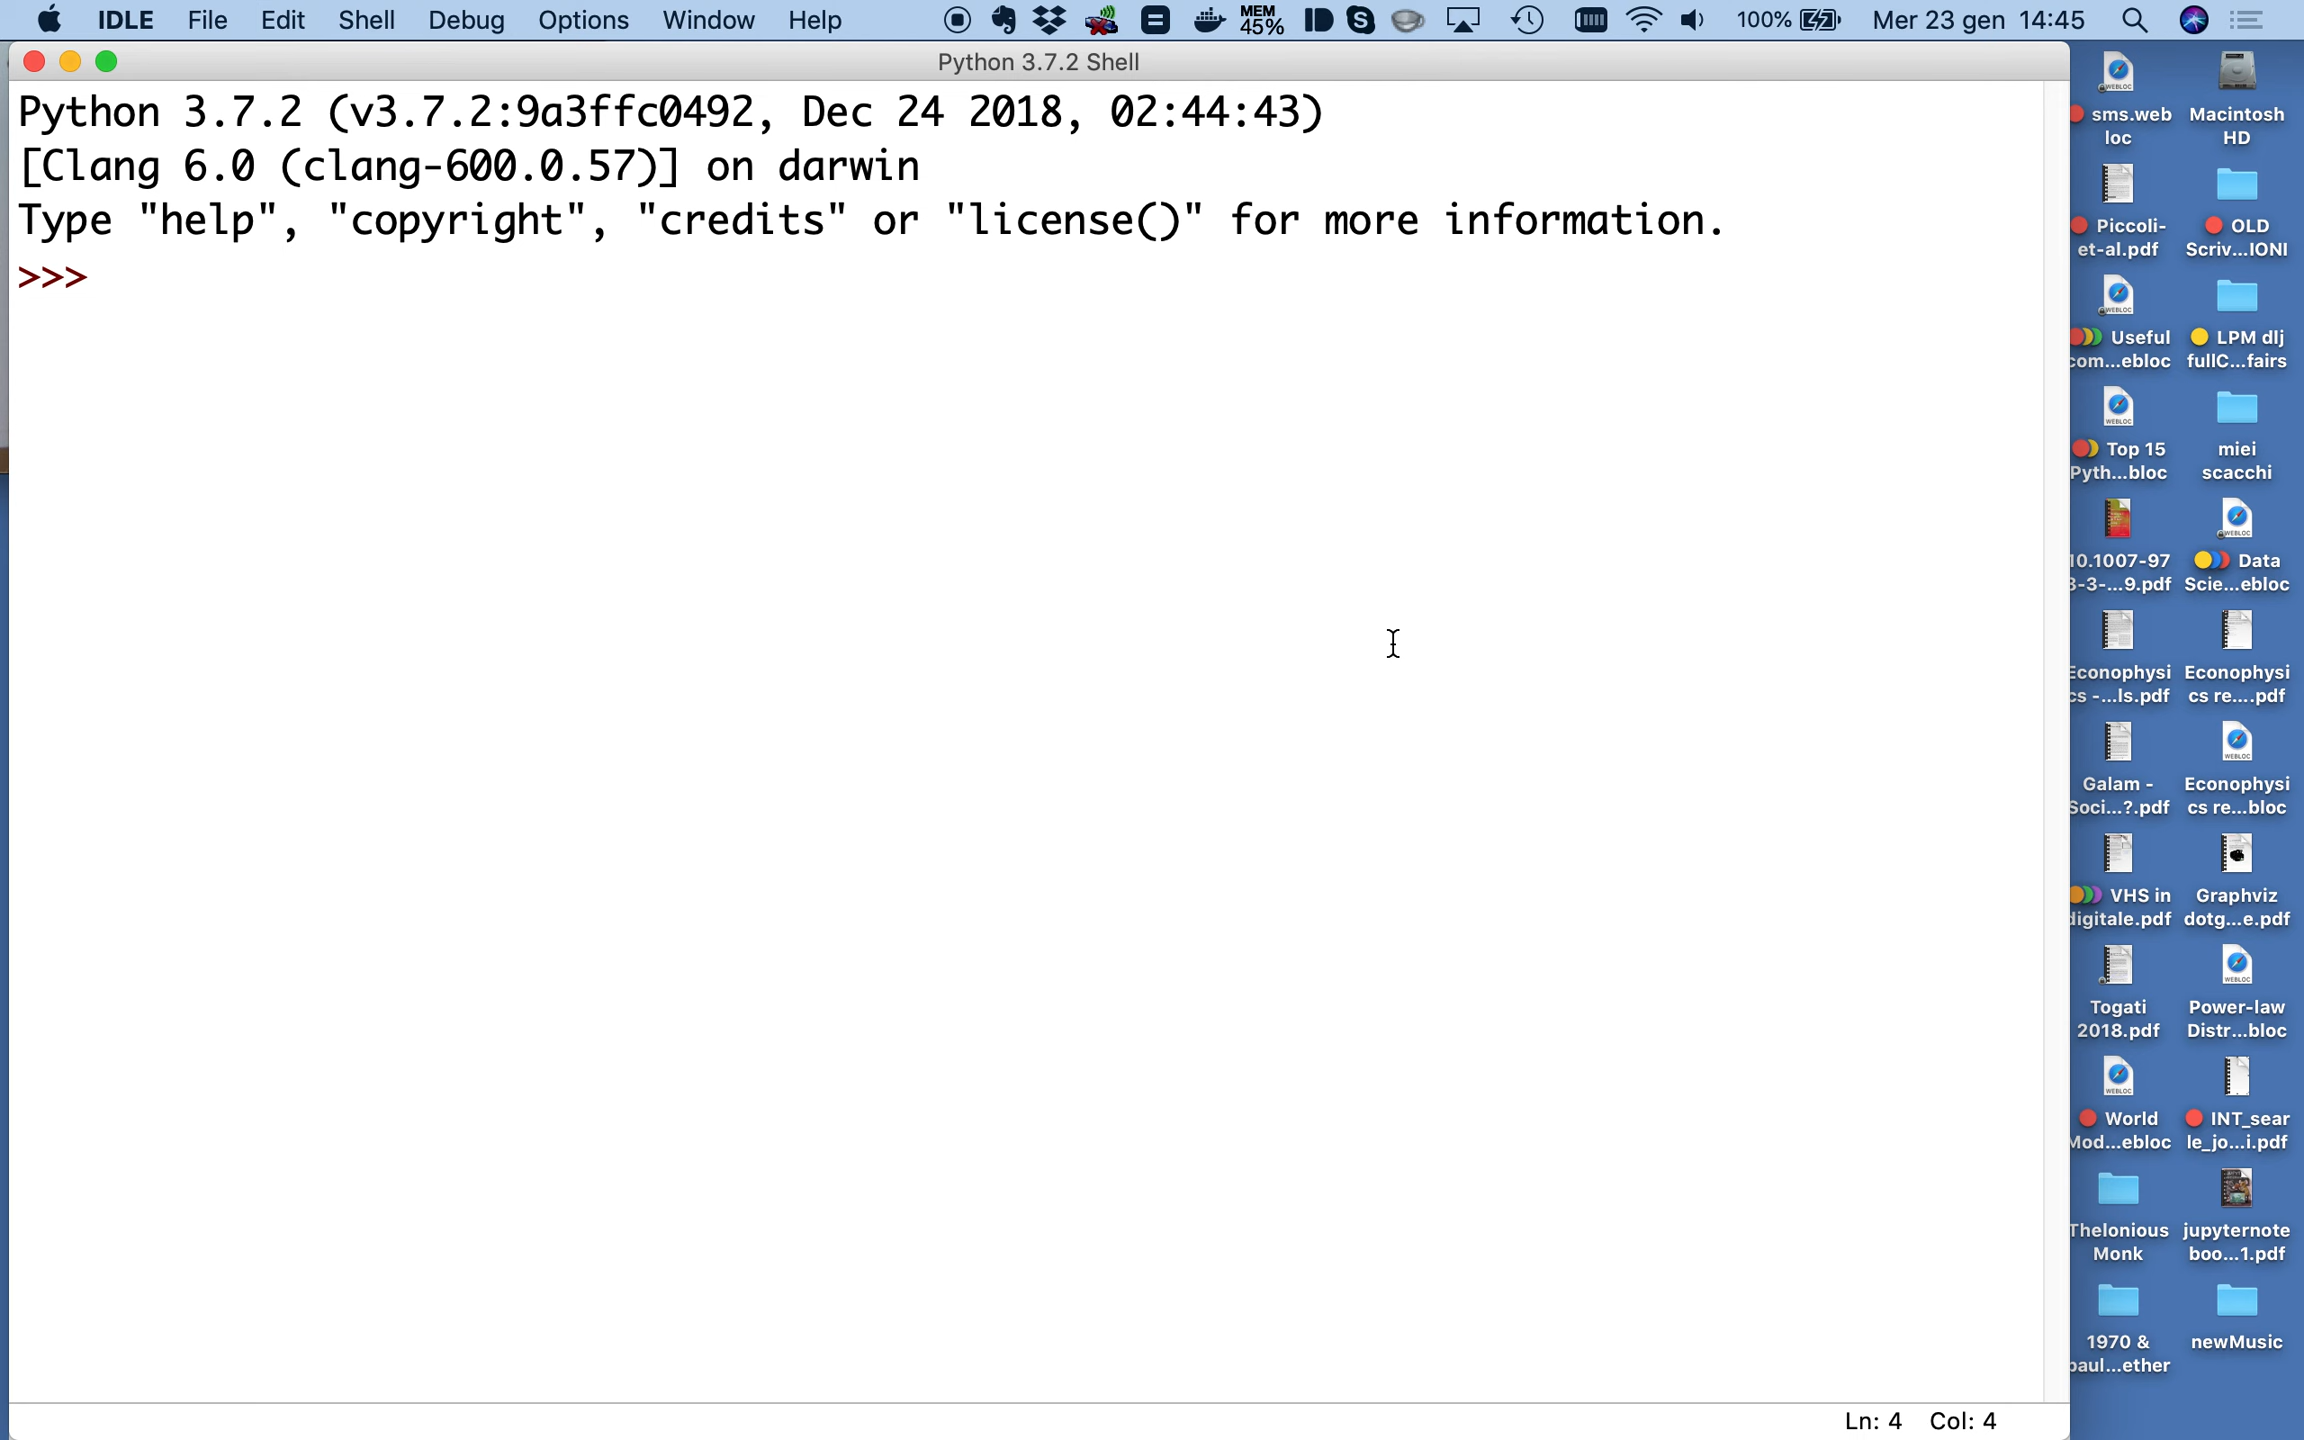 IDLE File Edit Shell Debug Options Window Help MEM 45% 100% Mer 23 gen 14:45
Python 3.7.2 Shell
Python 3.7.2 (v3.7.2:9a3ffc0492, Dec 24 2018, 02:44:43)
[Clang 6.0 (clang-600.0.57)] on darwin
Type "help", "copyright", "credits" or "license()" for more information.
>>>
Ln: 4 Col: 4
sms.web
loc
Macintosh
HD
Piccoli-
et-al.pdf
OLD
Scriv...IONI
Useful
com...ebloc
LPM dlj
fullC...fairs
Top 15
Pyth...bloc
miei
scacchi
10.1007-97
8-3-...9.pdf
Data
Scie...ebloc
Econophysi
cs -...ls.pdf
Econophysi
cs re....pdf
Galam -
Soci...?.pdf
Econophysi
cs re...bloc
VHS in
digitale.pdf
Graphviz
dotg...e.pdf
Togati
2018.pdf
Power-law
Distr...bloc
World
Mod...ebloc
INT_sear
le_jo...i.pdf
Thelonious
Monk
jupyternote
boo...1.pdf
1970 &
paul...ether
newMusic